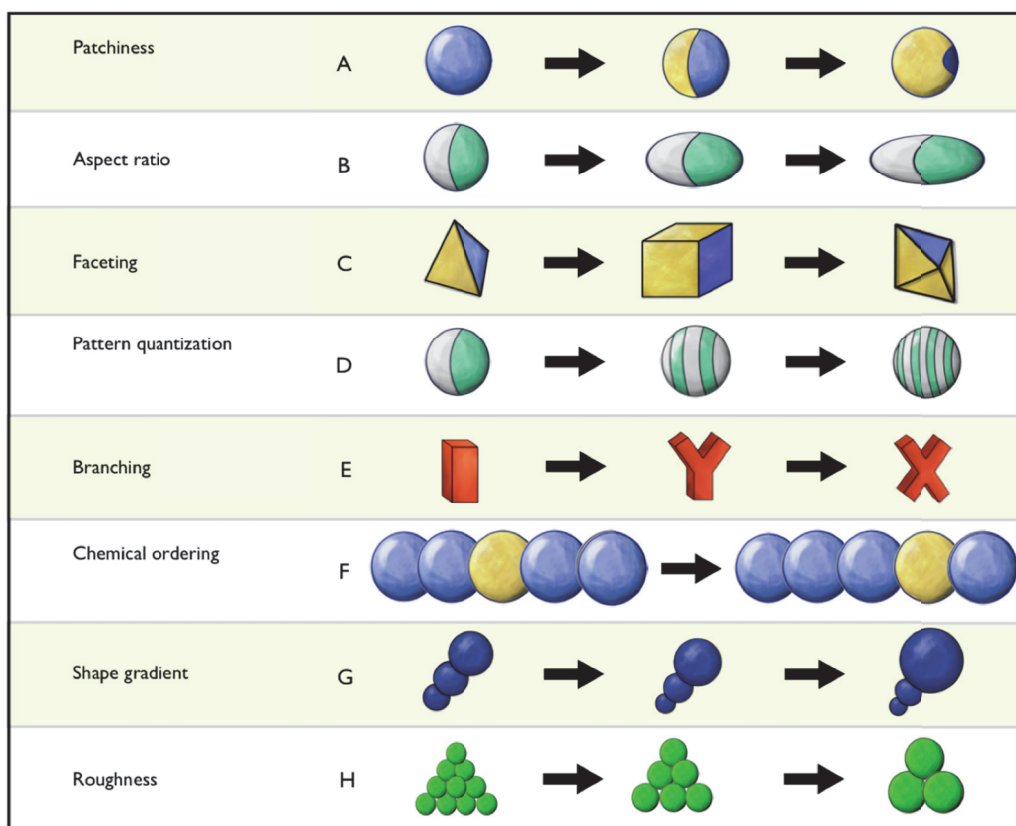 Patchiness A
Aspect ratio B
Faceting C
Pattern quantization D
Branching E
Chemical ordering F
Shape gradient G
Roughness H